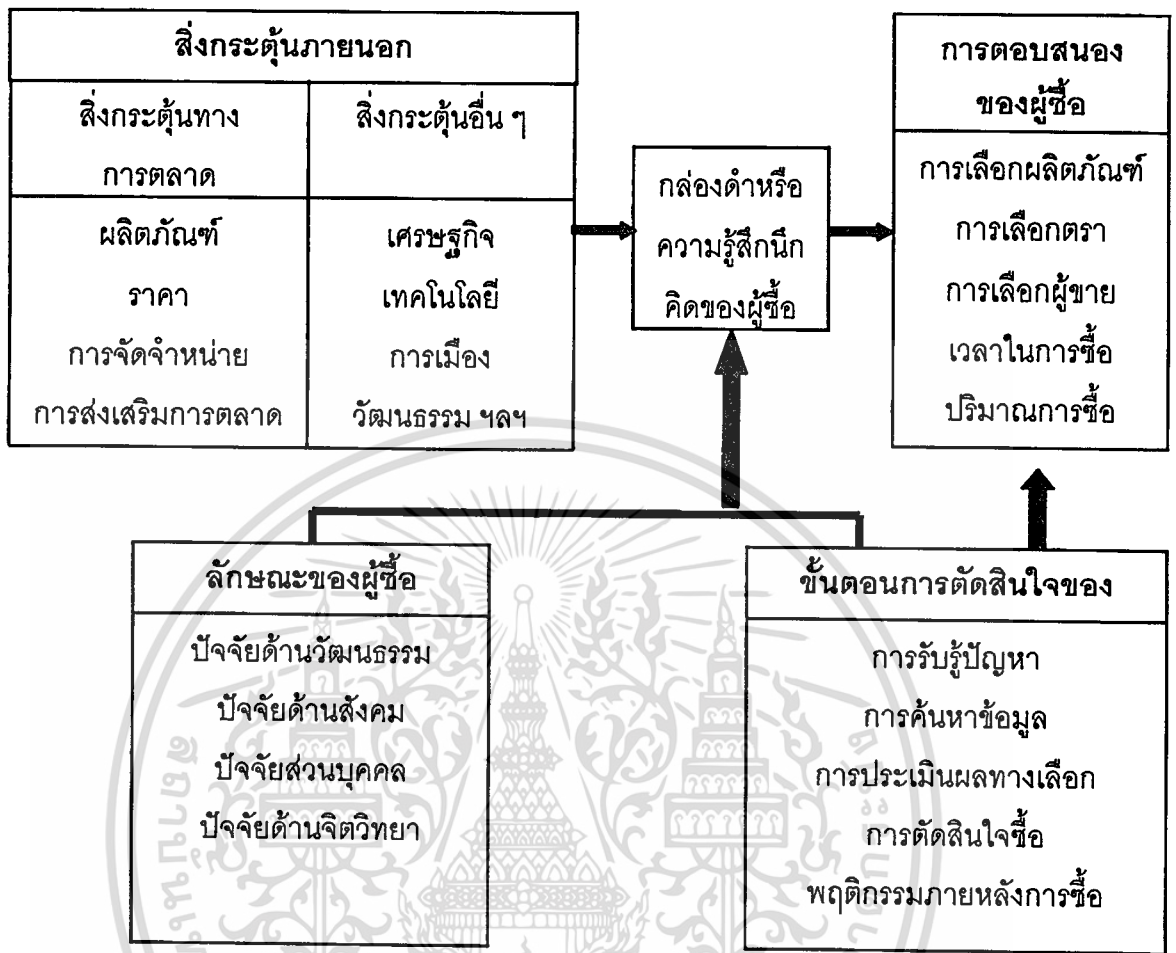 สิ่งกระตุ้นภายนอก
สิ่งกระตุ้นทาง
การตลาด
สิ่งกระตุ้นอื่น ๆ
ผลิตภัณฑ์
ราคา
การจัดจำหน่าย
การส่งเสริมการตลาด
เศรษฐกิจ
เทคโนโลยี
การเมือง
วัฒนธรรม ฯลฯ
กล่องดำหรือ
ความรู้สึกนึก
คิดของผู้ซื้อ
การตอบสนอง
ของผู้ซื้อ
การเลือกผลิตภัณฑ์
การเลือกตรา
การเลือกผู้ขาย
เวลาในการซื้อ
ปริมาณการซื้อ
ลักษณะของผู้ซื้อ
ปัจจัยด้านวัฒนธรรม
ปัจจัยด้านสังคม
ปัจจัยส่วนบุคคล
ปัจจัยด้านจิตวิทยา
ขั้นตอนการตัดสินใจของ
การรับรู้ปัญหา
การค้นหาข้อมูล
การประเมินผลทางเลือก
การตัดสินใจซื้อ
พฤติกรรมภายหลังการซื้อ